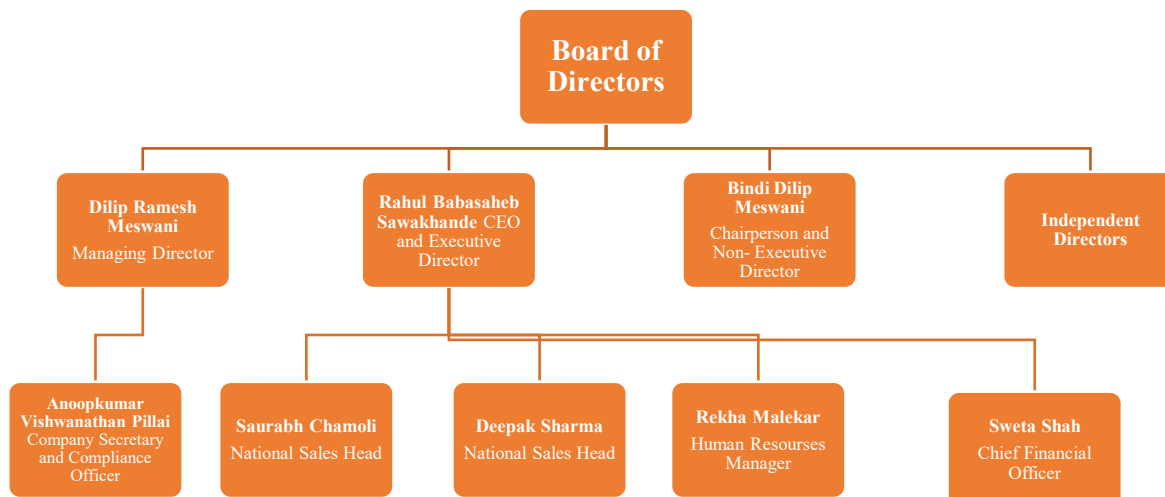 Board of
Directors
Dilip Ramesh
Meswani
Managing Director
Rahul Babasaheb
Sawakhande CEO
and Executive
Director
Bindi Dilip
Meswani
Chairperson and
Non- Executive
Director
Independent
Directors
Anoopkumar
Vishwanathan Pillai
Company Secretary
and Compliance
Officer
Saurabh Chamoli
National Sales Head
Deepak Sharma
National Sales Head
Rekha Malekar
Human Resourses
Manager
Sweta Shah
Chief Financial
Officer